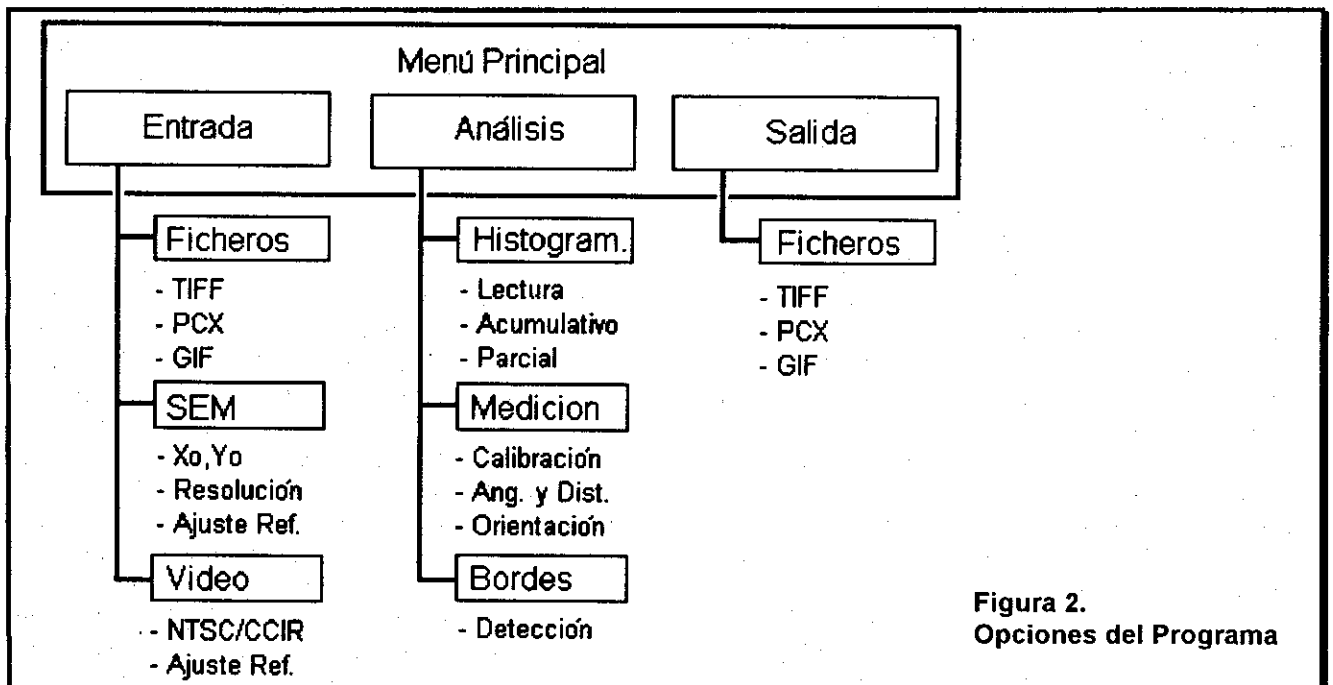 Menú Principal
Entrada
Análisis
Salida
Ficheros
- TIFF
- PCX
- GIF
SEM
- Xo,Yo
- Resolución
- Ajuste Ref.
Video
- NTSC/CCIR
- Ajuste Ref.
Histogram.
- Lectura
- Acumulativo
- Parcial
Medicion
- Calibración
- Ang. y Dist.
- Orientación
Bordes
- Detección
Ficheros
- TIFF
- PCX
- GIF
Figura 2.
Opciones del Programa